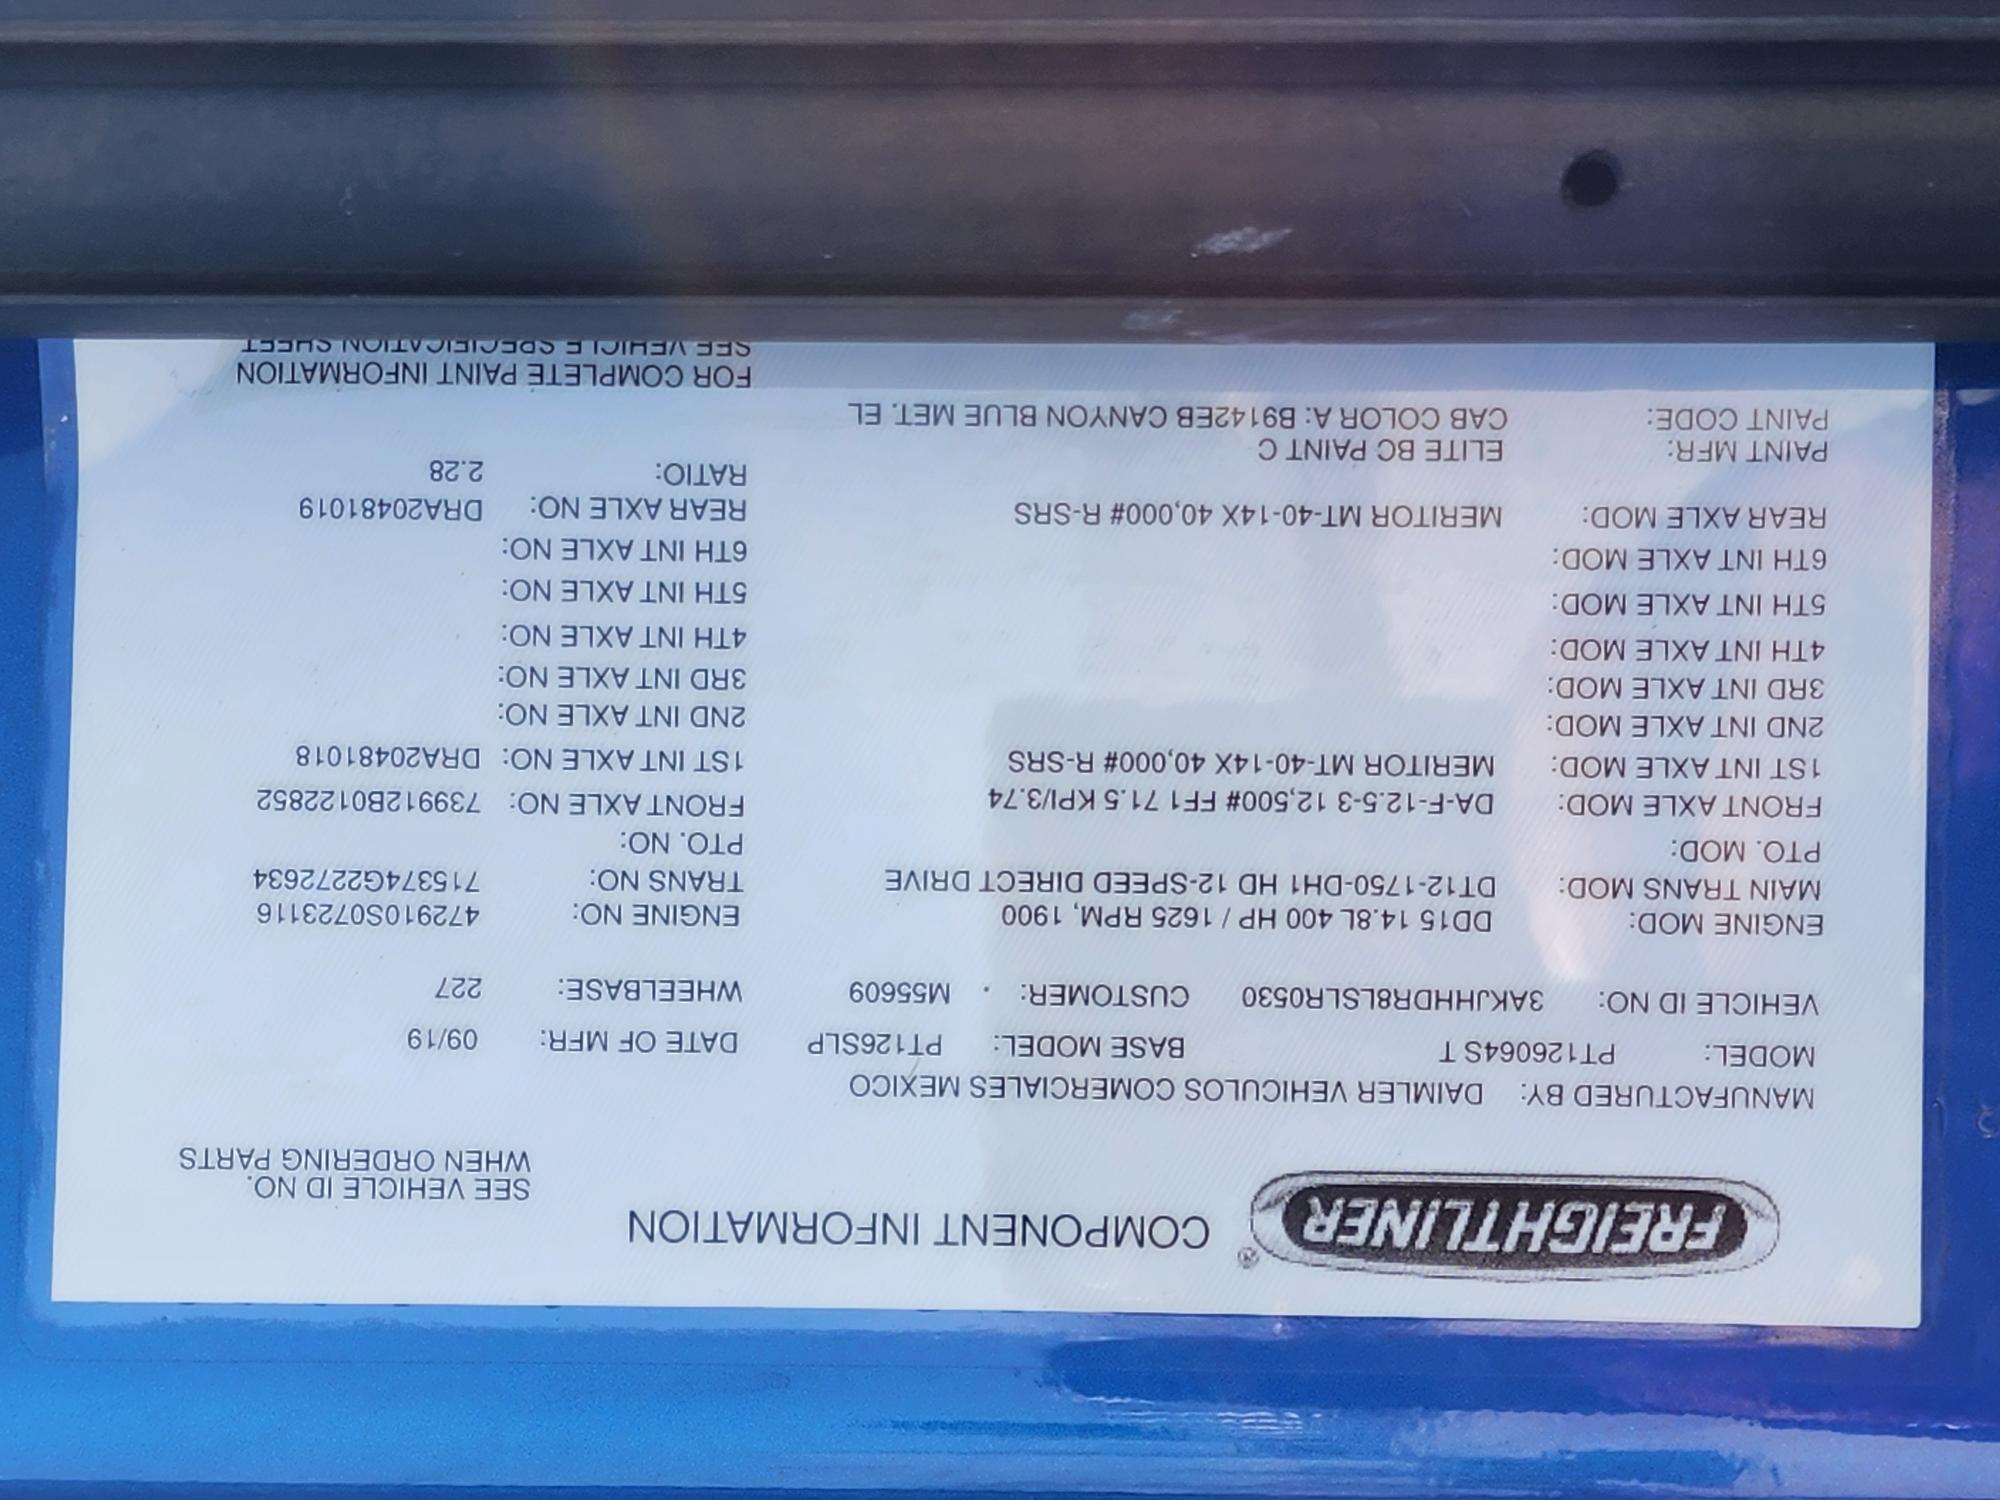 FREIGHTLINER ® COMPONENT INFORMATION
SEE VEHICLE ID NO.
WHEN ORDERING PARTS
MANUFACTURED BY: DAIMLER VEHICULOS COMERCIALES MEXICO
MODEL: PT126064S T BASE MODEL: PT126SLP DATE OF MFR: 09/19
VEHICLE ID NO: 3AKJHHDR8LSLR0530 CUSTOMER: M55609 WHEELBASE: 227
ENGINE MOD: DD15 14.8L 400 HP / 1625 RPM, 1900 ENGINE NO: 472910S0723116
MAIN TRANS MOD: DT12-1750-DH1 HD 12-SPEED DIRECT DRIVE TRANS NO: 715374G2272634
PTO. MOD: PTO. NO:
FRONT AXLE MOD: DA-F-12.5-3 12,500# FF1 71.5 KPI/3.74 FRONT AXLE NO: 739912B0122852
1ST INT AXLE MOD: MERITOR MT-40-14X 40,000# R-SRS 1ST INT AXLE NO: DRA20481018
2ND INT AXLE MOD: 2ND INT AXLE NO:
3RD INT AXLE MOD: 3RD INT AXLE NO:
4TH INT AXLE MOD: 4TH INT AXLE NO:
5TH INT AXLE MOD: 5TH INT AXLE NO:
6TH INT AXLE MOD: 6TH INT AXLE NO:
REAR AXLE MOD: MERITOR MT-40-14X 40,000# R-SRS REAR AXLE NO: DRA20481019
RATIO: 2.28
PAINT MFR: ELITE BC PAINT C
PAINT CODE: CAB COLOR A: B9142EB CANYON BLUE MET. EL
FOR COMPLETE PAINT INFORMATION
SEE VEHICLE SPECIFICATION SHEET